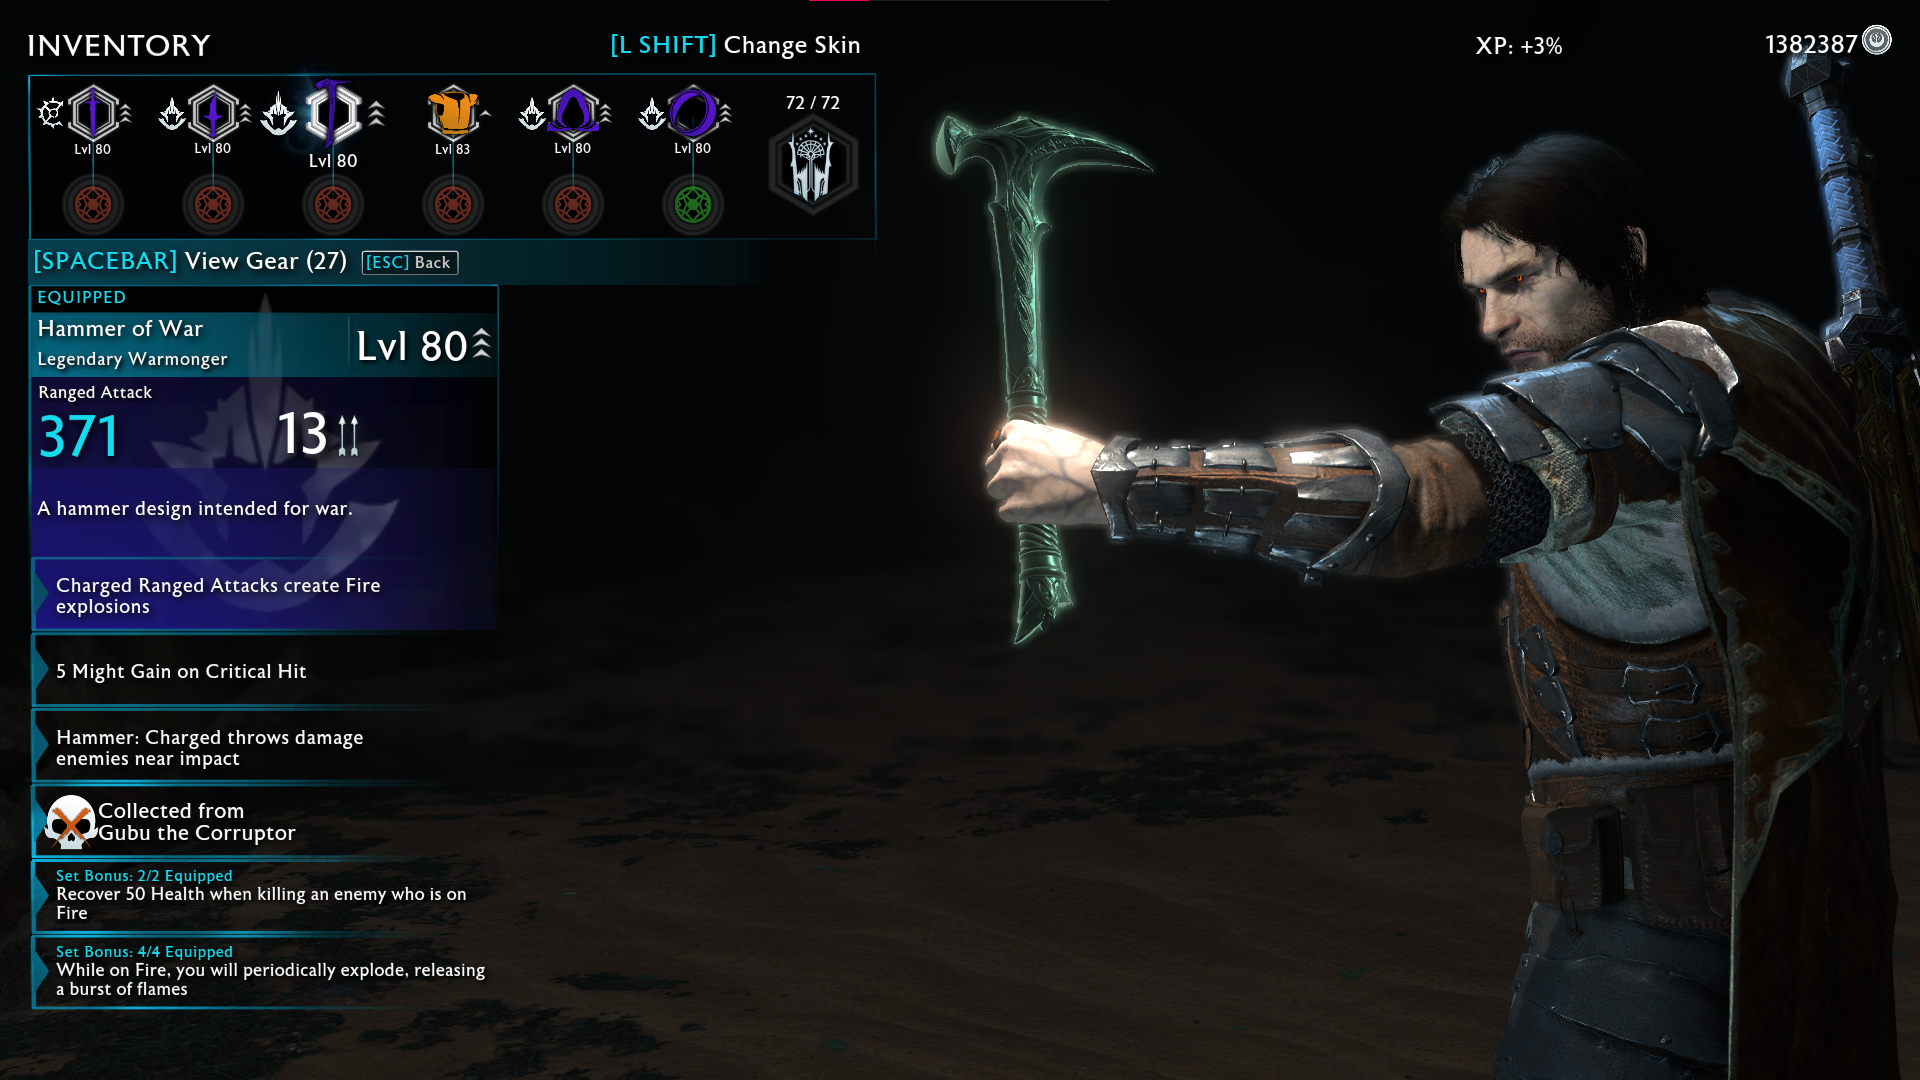 INVENTORY
[L SHIFT] Change Skin
XP: +3%
1382387
Lvl 80
Lvl 80
Lvl 80
Lvl 83
Lvl 80
Lvl 80
72 / 72
[SPACEBAR] View Gear (27) [ESC] Back
EQUIPPED
Hammer of War
Legendary Warmonger
Lvl 80
Ranged Attack
371
13
A hammer design intended for war.
Charged Ranged Attacks create Fire
explosions
5 Might Gain on Critical Hit
Hammer: Charged throws damage
enemies near impact
Collected from
Gubu the Corruptor
Set Bonus: 2/2 Equipped
Recover 50 Health when killing an enemy who is on
Fire
Set Bonus: 4/4 Equipped
While on Fire, you will periodically explode, releasing
a burst of flames